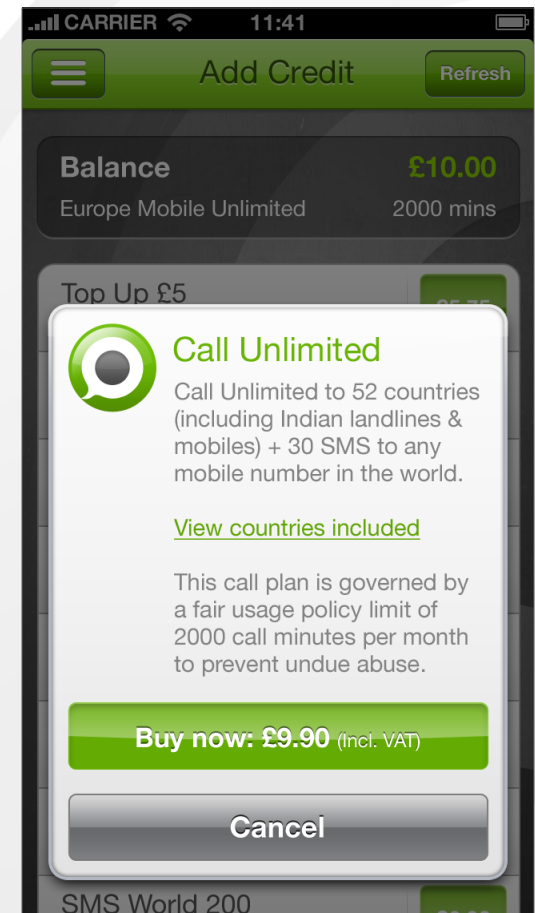 CARRIER 11:41
Add Credit Refresh
Balance £10.00
Europe Mobile Unlimited 2000 mins
Top Up £5
£5.75
Call Unlimited
Call Unlimited to 52 countries
(including Indian landlines &
mobiles) + 30 SMS to any
mobile number in the world.
View countries included
This call plan is governed by
a fair usage policy limit of
2000 call minutes per month
to prevent undue abuse.
Buy now: £9.90 (Incl. VAT)
Cancel
SMS World 200